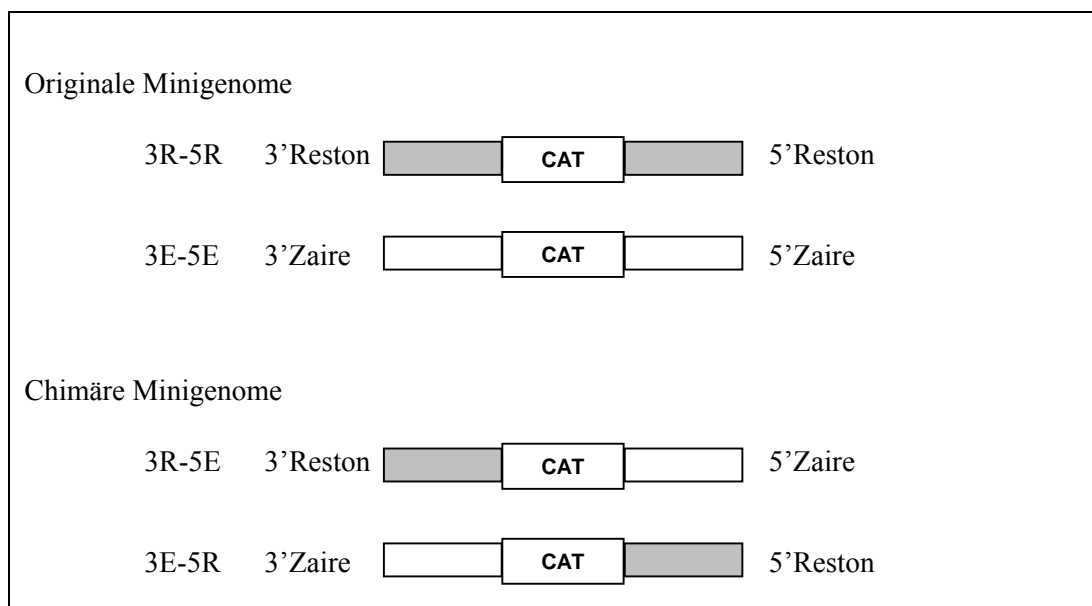 Originale Minigenome
3R-5R 3’Reston CAT 5’Reston
3E-5E 3’Zaire CAT 5’Zaire
Chimäre Minigenome
3R-5E 3’Reston CAT 5’Zaire
3E-5R 3’Zaire CAT 5’Reston